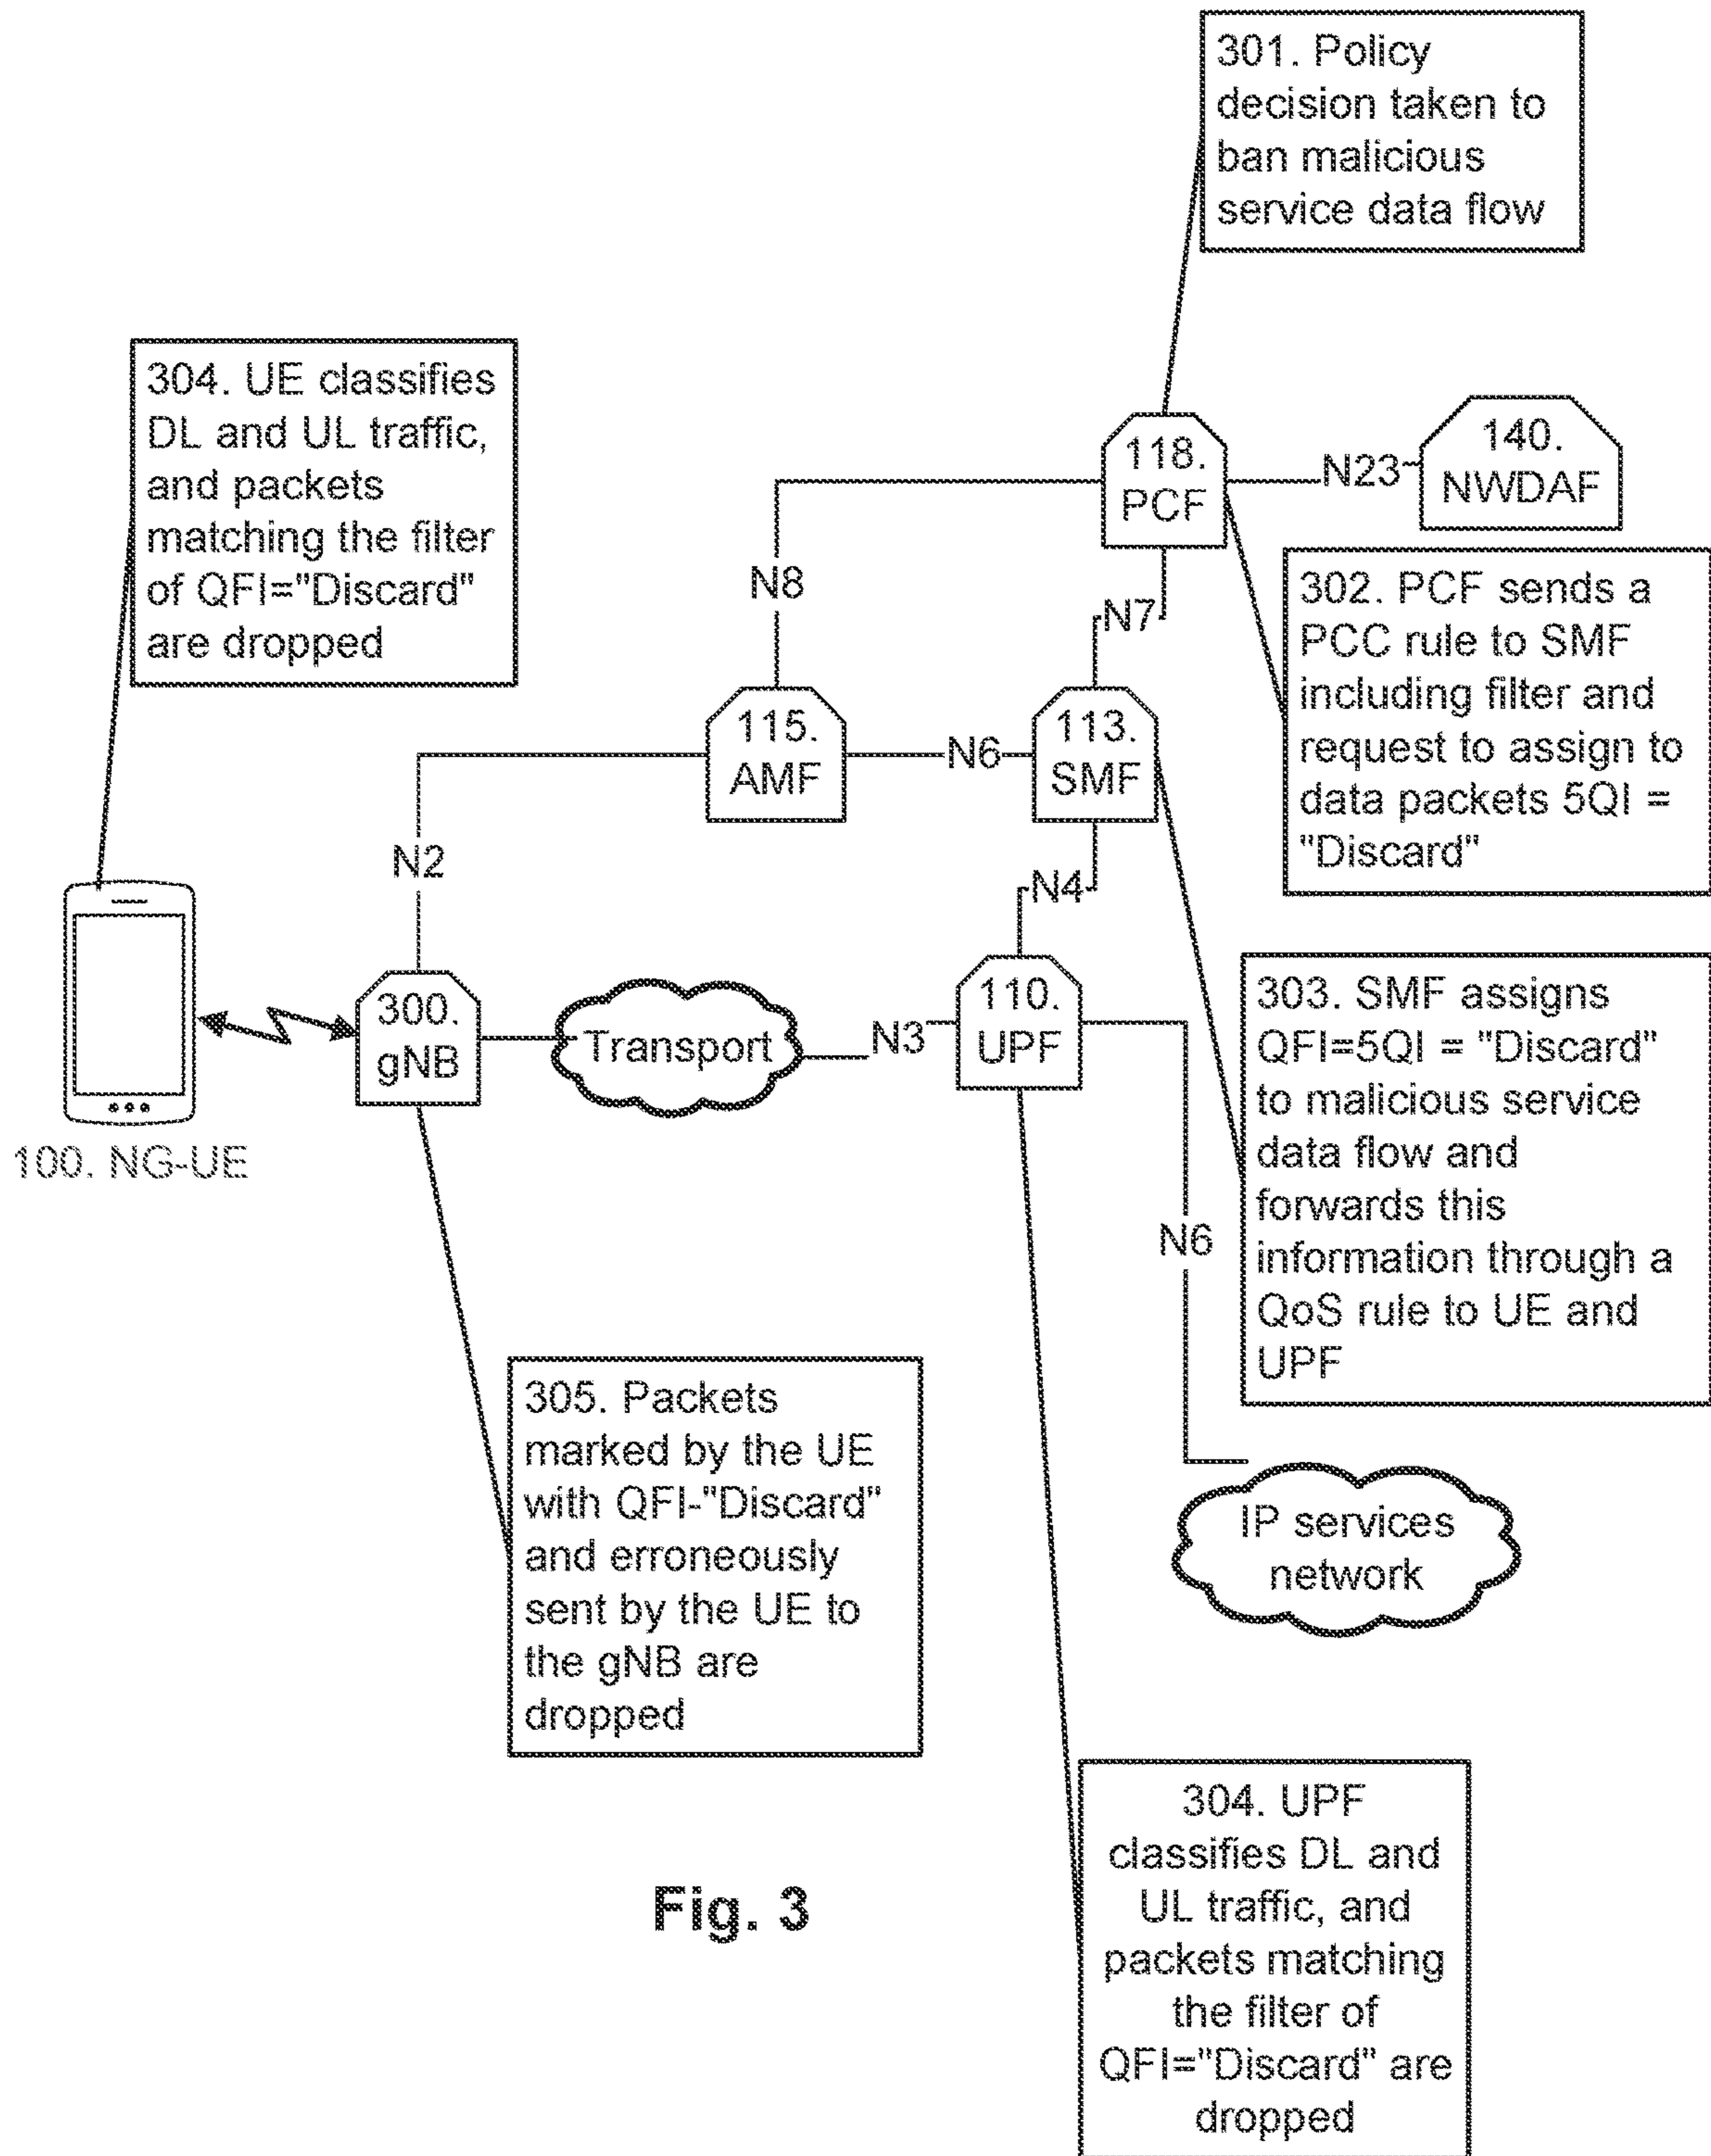 301. Policy
decision taken to
ban malicious
service data flow
304. UE classifies
DL and UL traffic,
and packets
matching the filter
of QFI="Discard"
are dropped
118.
PCF
N23
140.
NWDAF
N8
N7
302. PCF sends a
PCC rule to SMF
including filter and
request to assign to
data packets 5QI =
"Discard"
115.
AMF
N6
113.
SMF
N2
N4
100. NG-UE
300.
gNB
Transport
N3
110.
UPF
303. SMF assigns
QFI=5QI = "Discard"
to malicious service
data flow and
forwards this
information through a
QoS rule to UE and
UPF
N6
305. Packets
marked by the UE
with QFI-"Discard"
and erroneously
sent by the UE to
the gNB are
dropped
IP services
network
304. UPF
classifies DL and
UL traffic, and
packets matching
the filter of
QFI="Discard" are
dropped
Fig. 3